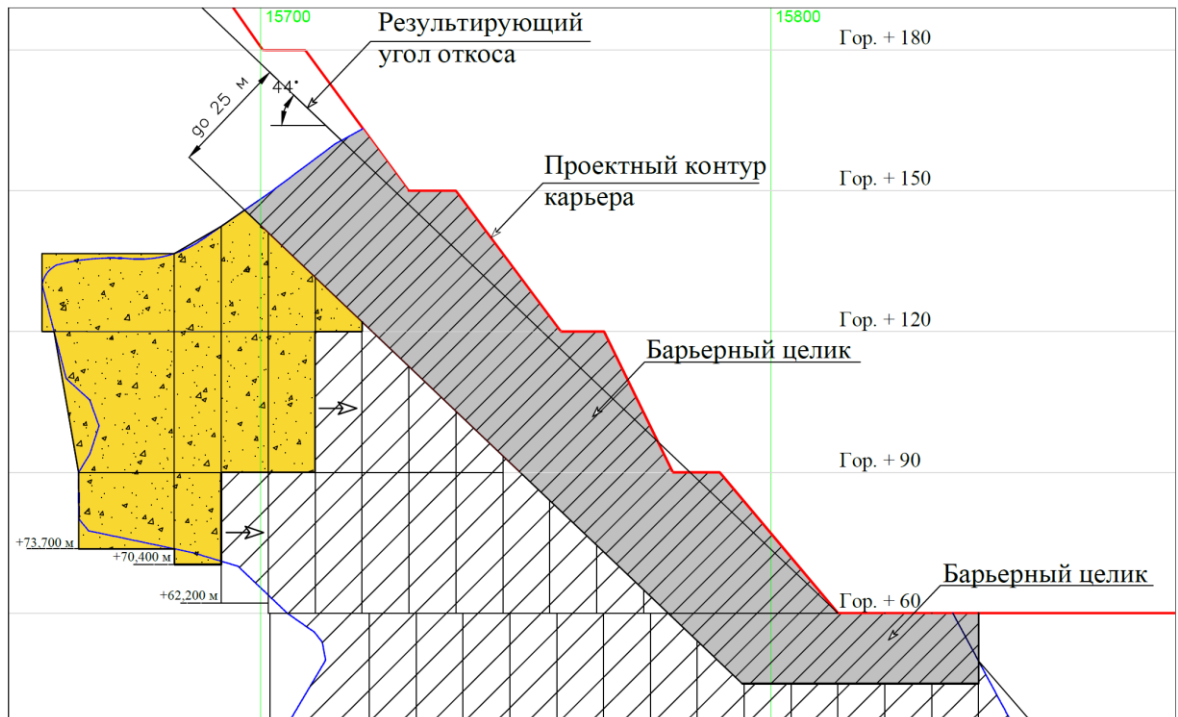 15700
15800
Результирующий
угол откоса
Гор. + 180
до 25 м
44°
Проектный контур
карьера
Гор. + 150
Гор. + 120
Барьерный целик
Гор. + 90
+73,700 м
+70,400 м
+62,200 м
Барьерный целик
Гор. + 60